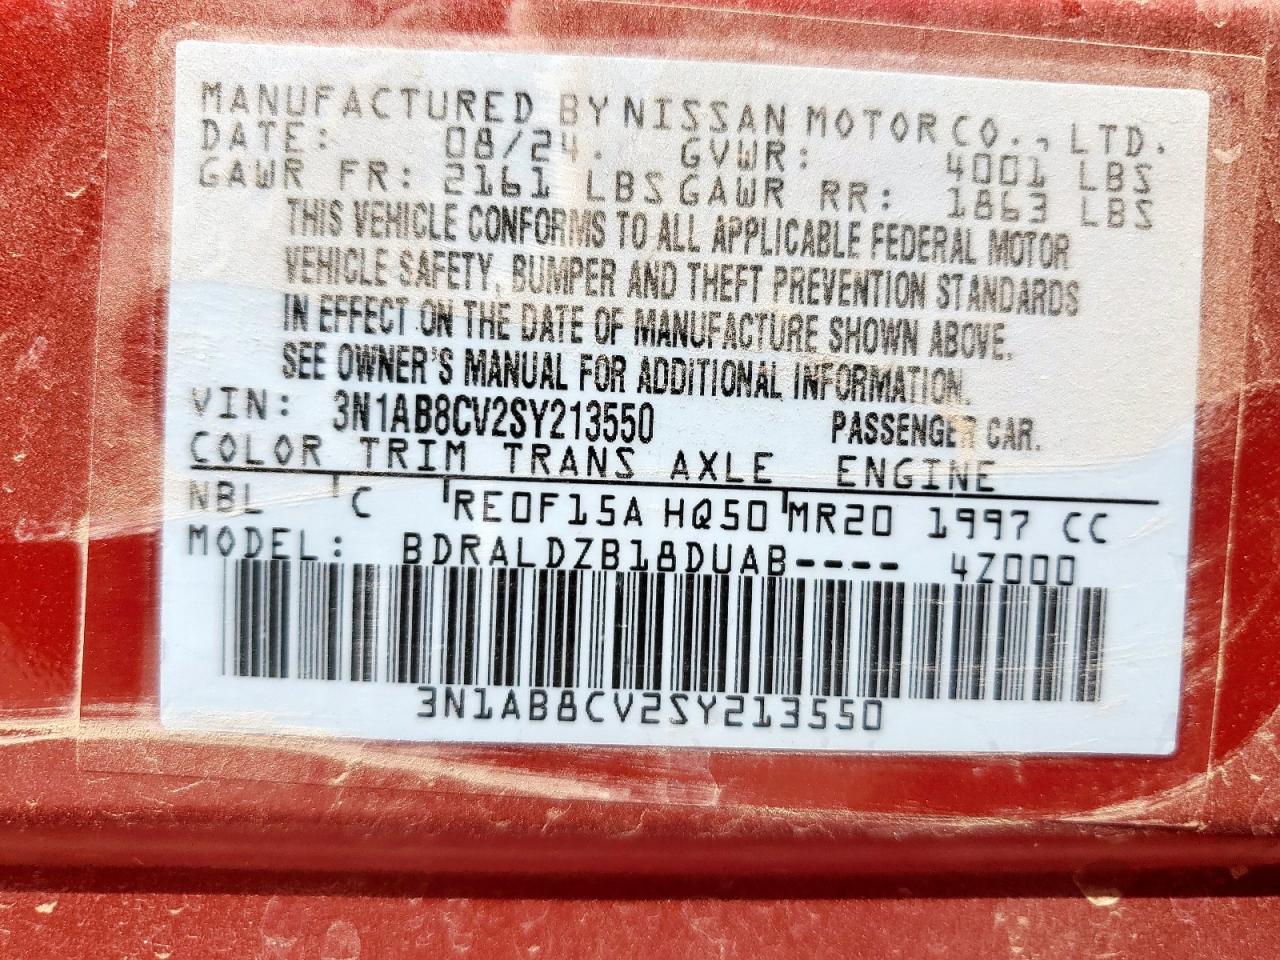 MANUFACTURED BY NISSAN MOTOR CO., LTD.
DATE: 08/24. GVWR: 4001 LBS
GAWR FR: 2161 LBS GAWR RR: 1863 LBS
THIS VEHICLE CONFORMS TO ALL APPLICABLE FEDERAL MOTOR
VEHICLE SAFETY, BUMPER AND THEFT PREVENTION STANDARDS
IN EFFECT ON THE DATE OF MANUFACTURE SHOWN ABOVE.
SEE OWNER'S MANUAL FOR ADDITIONAL INFORMATION.
VIN: 3N1AB8CV2SY213550 PASSENGER CAR.
COLOR TRIM TRANS AXLE ENGINE
NBL C RE0F15A HQ50 MR20 1997 CC
MODEL: BDRALDZB18DUAB---- 4Z000
3N1AB8CV2SY213550